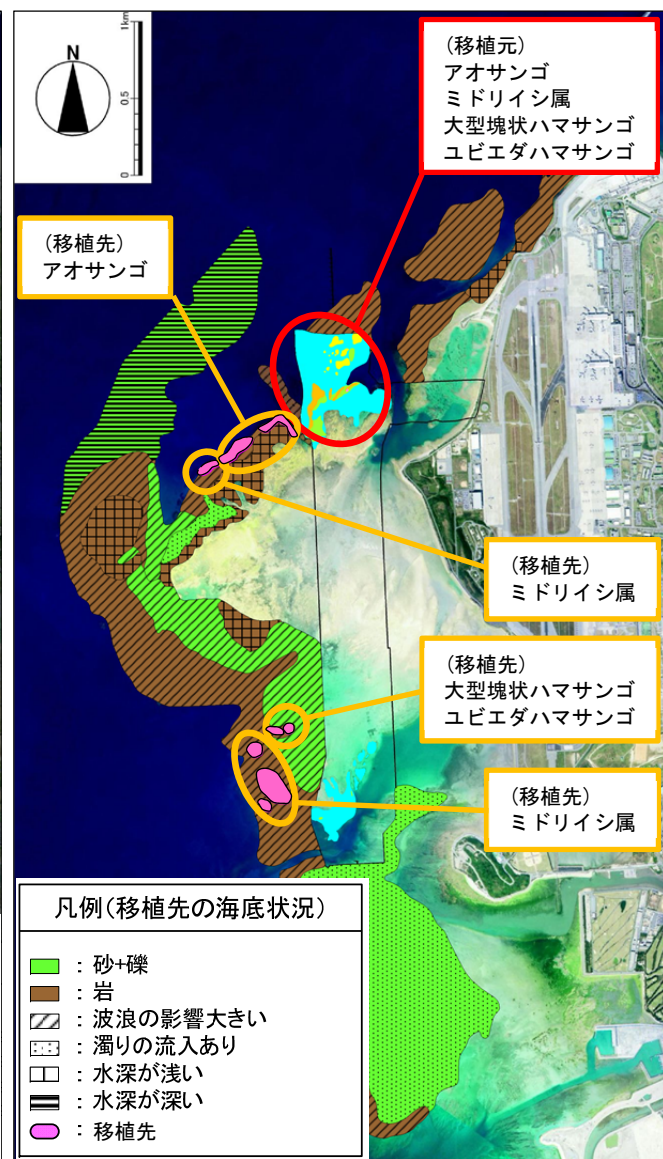 N
0
0.5
1km
(移植元)
アオサンゴ
ミドリイシ属
大型塊状ハマサンゴ
ユビエダハマサンゴ
(移植先)
アオサンゴ
(移植先)
ミドリイシ属
(移植先)
大型塊状ハマサンゴ
ユビエダハマサンゴ
(移植先)
ミドリイシ属
凡例(移植先の海底状況)
:砂+礫
:岩
:波浪の影響大きい
:濁りの流入あり
:水深が浅い
:水深が深い
:移植先